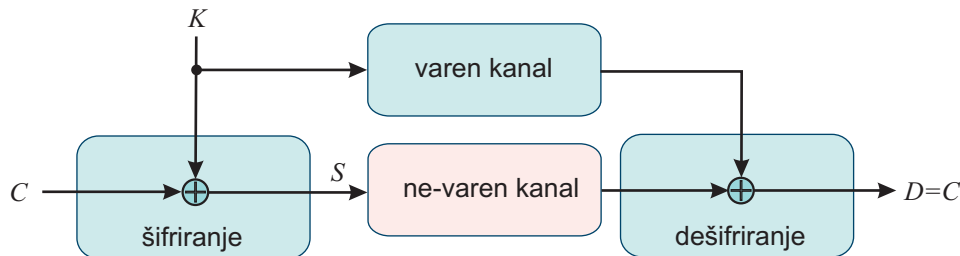 K
varen kanal
C
S
ne-varen kanal
D=C
šifriranje
dešifriranje